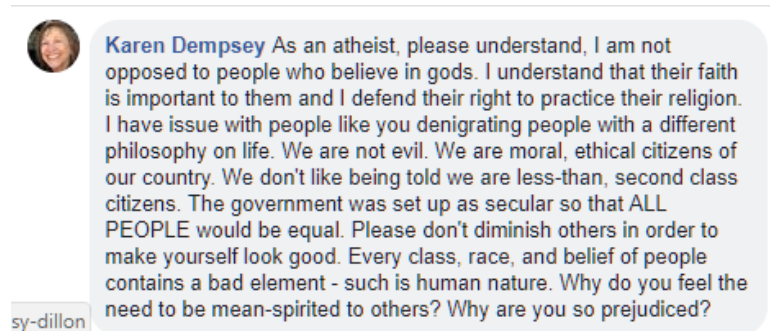 Karen Dempsey As an atheist, please understand, I am not
opposed to people who believe in gods. I understand that their faith
is important to them and I defend their right to practice their religion.
I have issue with people like you denigrating people with a different
philosophy on life. We are not evil. We are moral, ethical citizens of
our country. We don't like being told we are less-than, second class
citizens. The government was set up as secular so that ALL
PEOPLE would be equal. Please don't diminish others in order to
make yourself look good. Every class, race, and belief of people
contains a bad element - such is human nature. Why do you feel the
need to be mean-spirited to others? Why are you so prejudiced?
sy-dillon